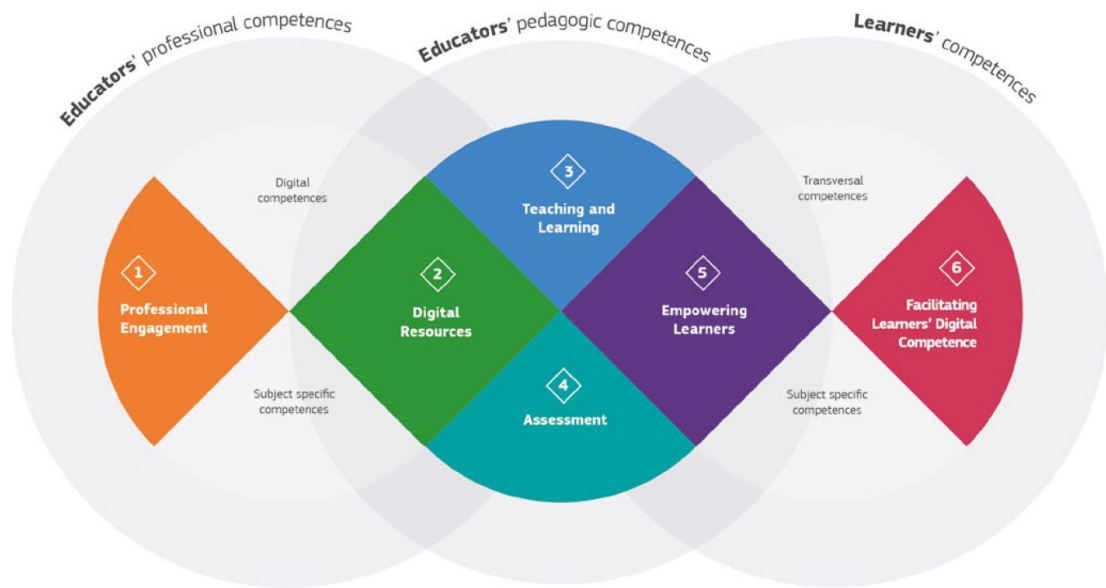 Educators' professional competences
Educators' pedagogic competences
Learners' competences
Digital
competences
Transversal
competences
1
Professional
Engagement
2
Digital
Resources
3
Teaching and
Learning
4
Assessment
5
Empowering
Learners
6
Facilitating
Learners' Digital
Competence
Subject specific
competences
Subject specific
competences